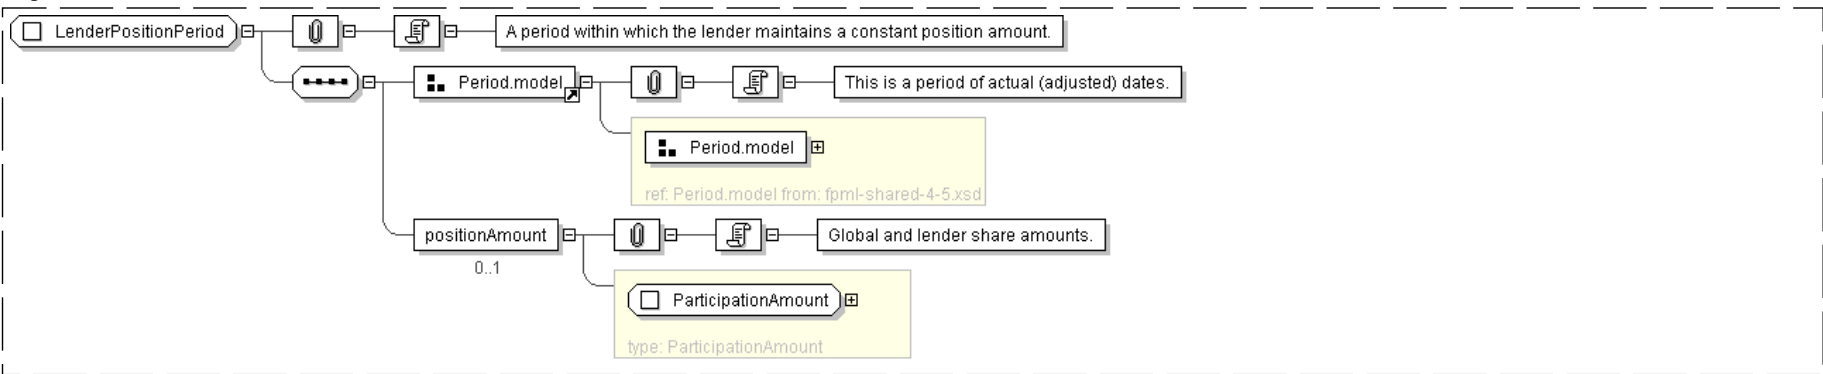 LenderPositionPeriod
A period within which the lender maintains a constant position amount.
Period.model
This is a period of actual (adjusted) dates.
Period.model
ref: Period.model from: fpml-shared-4-5.xsd
positionAmount
Global and lender share amounts.
0..1
ParticipationAmount
type: ParticipationAmount